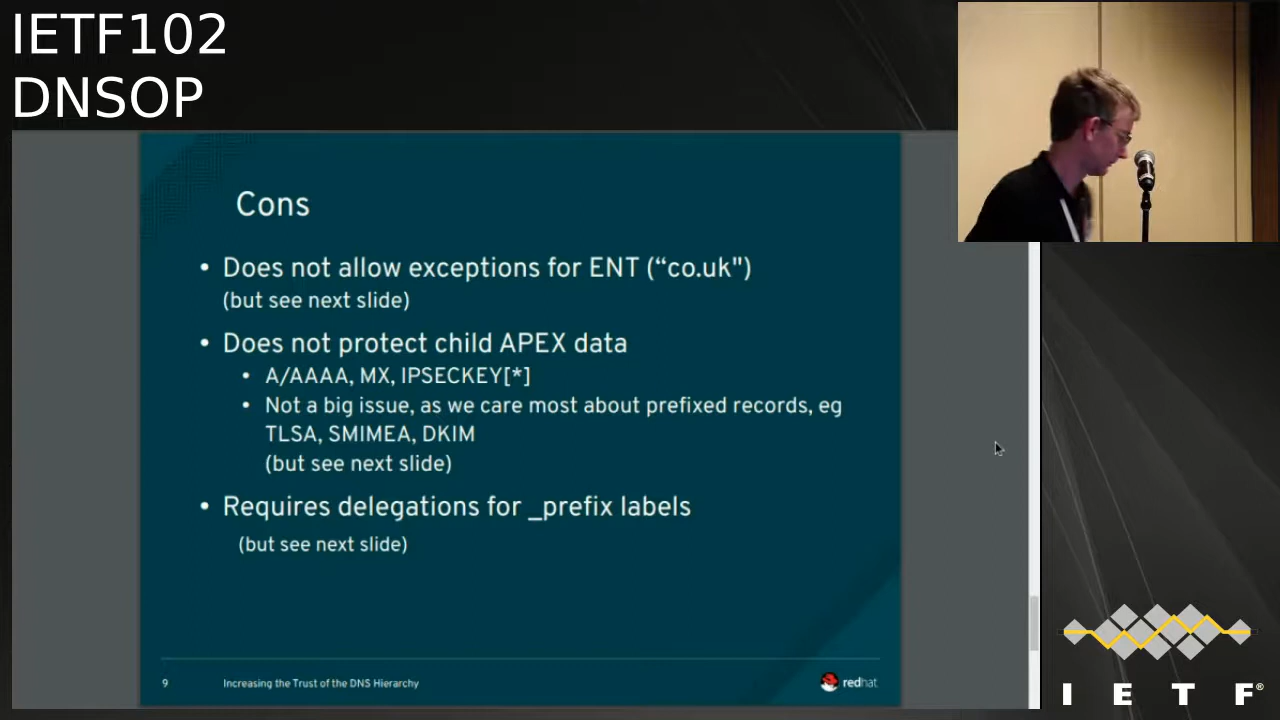 IETF102
DNSOP
Cons
• Does not allow exceptions for ENT (“co.uk")
(but see next slide)
• Does not protect child APEX data
• A/AAAA, MX, IPSECKEY[*]
• Not a big issue, as we care most about prefixed records, eg
TLSA, SMIMEA, DKIM
(but see next slide)
• Requires delegations for _prefix labels
(but see next slide)
9 Increasing the Trust of the DNS Hierarchy
redhat.
I E T F®